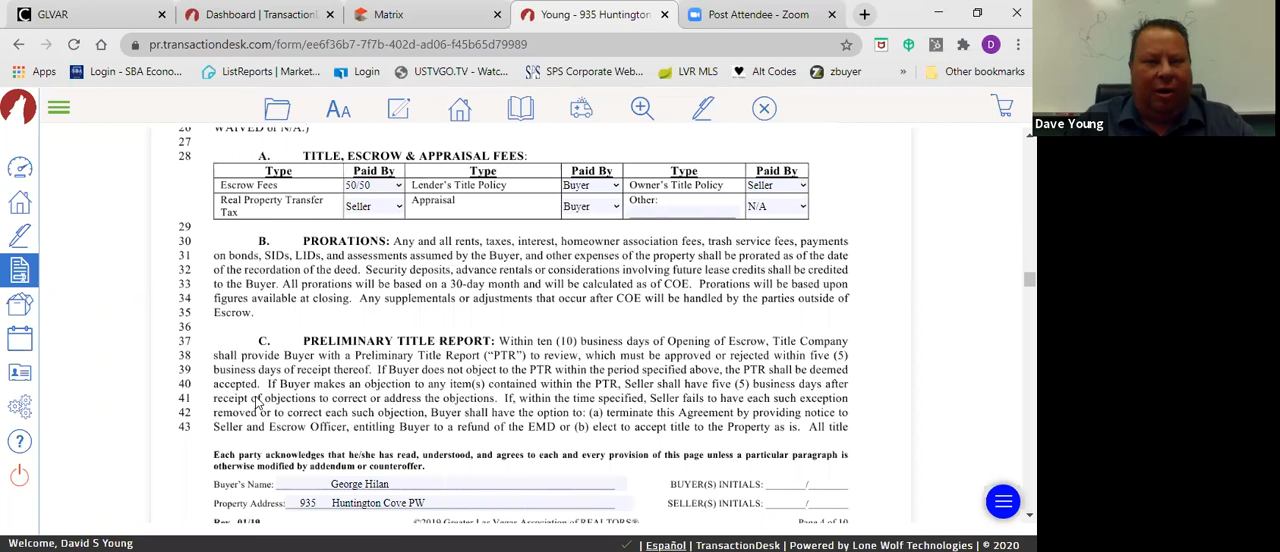 GLVAR
Dashboard | TransactionL
Matrix
Young - 935 Huntington
Post Attendee - Zoom
pr.transactiondesk.com/form/ee6f36b7-7f7b-402d-ad06-f45b65d79989
Apps
Login - SBA Econo...
ListReports | Market...
Login
USTVGO.TV - Watc...
SPS Corporate Web...
LVR MLS
Alt Codes
zbuyer
»
Other bookmarks
Dave Young
26 WAIVED or N/A.)
27
28 A. TITLE, ESCROW & APPRAISAL FEES:
Type Paid By Type Paid By Type Paid By
Escrow Fees 50/50 Lender's Title Policy Buyer Owner's Title Policy Seller
Real Property Transfer Tax Seller Appraisal Buyer Other: N/A
29
30 B. PRORATIONS: Any and all rents, taxes, interest, homeowner association fees, trash service fees, payments
31 on bonds, SIDs, LIDs, and assessments assumed by the Buyer, and other expenses of the property shall be prorated as of the date
32 of the recordation of the deed. Security deposits, advance rentals or considerations involving future lease credits shall be credited
33 to the Buyer. All prorations will be based on a 30-day month and will be calculated as of COE. Prorations will be based upon
34 figures available at closing. Any supplementals or adjustments that occur after COE will be handled by the parties outside of
35 Escrow.
36
37 C. PRELIMINARY TITLE REPORT: Within ten (10) business days of Opening of Escrow, Title Company
38 shall provide Buyer with a Preliminary Title Report ("PTR") to review, which must be approved or rejected within five (5)
39 business days of receipt thereof. If Buyer does not object to the PTR within the period specified above, the PTR shall be deemed
40 accepted. If Buyer makes an objection to any item(s) contained within the PTR, Seller shall have five (5) business days after
41 receipt of objections to correct or address the objections. If, within the time specified, Seller fails to have each such exception
42 removed or to correct each such objection, Buyer shall have the option to: (a) terminate this Agreement by providing notice to
43 Seller and Escrow Officer, entitling Buyer to a refund of the EMD or (b) elect to accept title to the Property as is. All title
Each party acknowledges that he/she has read, understood, and agrees to each and every provision of this page unless a particular paragraph is
otherwise modified by addendum or counteroffer.
Buyer's Name: George Hilan BUYER(S) INITIALS: /
Property Address: 935 Huntington Cove PW SELLER(S) INITIALS: /
Rev. 01/19 ©2019 Greater Las Vegas Association of REALTORS® Page 4 of 10
Welcome, David S Young
Español | TransactionDesk | Powered by Lone Wolf Technologies | © 2020